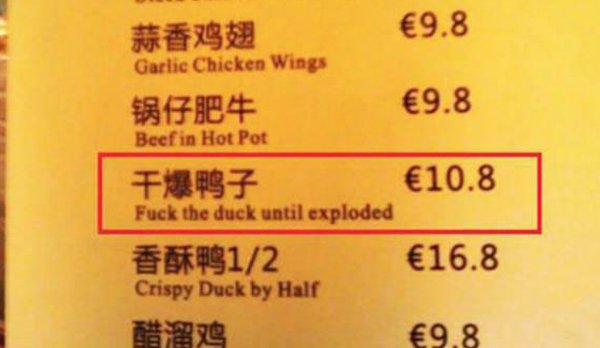 蒜香鸡翅 €9.8
Garlic Chicken Wings
锅仔肥牛 €9.8
Beef in Hot Pot
干爆鸭子 €10.8
Fuck the duck until exploded
香酥鸭1/2 €16.8
Crispy Duck by Half
醋溜鸡 €9.8